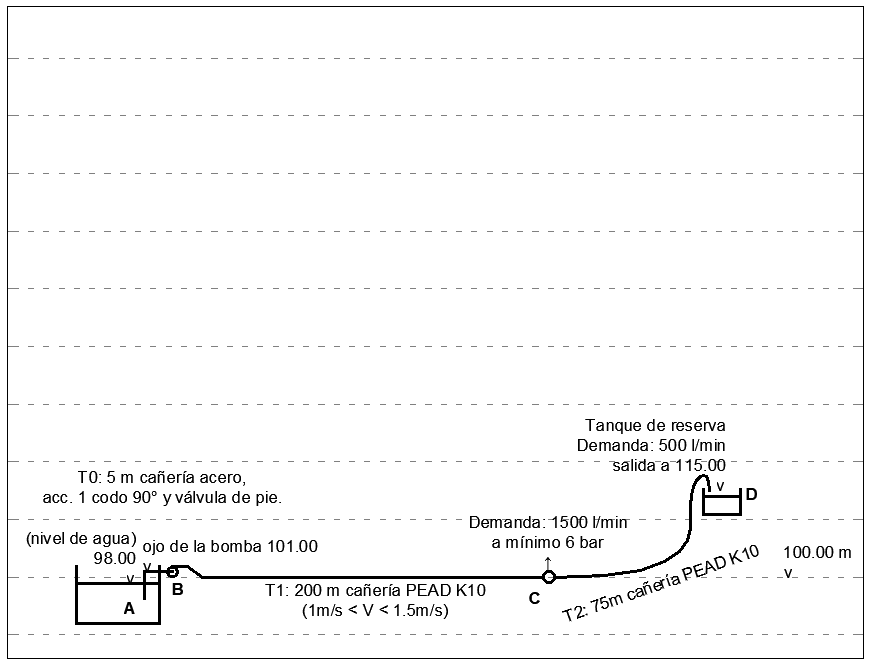 Tanque de reserva
Demanda: 500 l/min
salida a 115.00
v
D
T0: 5 m cañería acero,
acc. 1 codo 90° y válvula de pie.
(nivel de agua)
98.00
v
ojo de la bomba 101.00
v
Demanda: 1500 l/min
a mínimo 6 bar
↑
100.00 m
v
A
B
T1: 200 m cañería PEAD K10
(1m/s < V < 1.5m/s)
C
T2: 75m cañería PEAD K10